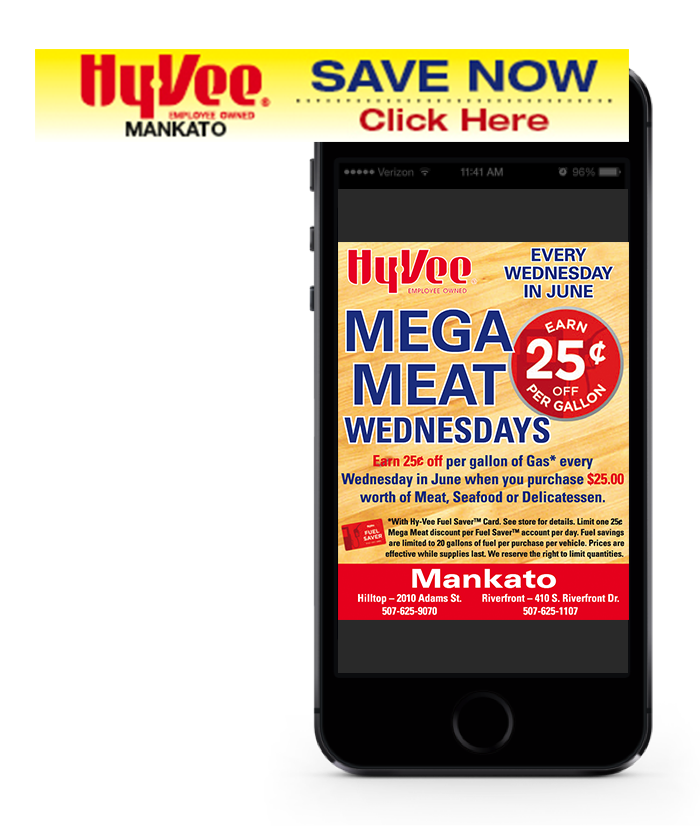 HyVee®
EMPLOYEE OWNED
MANKATO
SAVE NOW
Click Here
Verizon
11:41 AM
96%
HyVee
EMPLOYEE OWNED
EVERY
WEDNESDAY
IN JUNE
MEGA
MEAT
WEDNESDAYS
EARN
25¢
OFF
PER GALLON
Earn 25¢ off per gallon of Gas* every
Wednesday in June when you purchase $25.00
worth of Meat, Seafood or Delicatessen.
FUEL
SAVER
*With Hy-Vee Fuel Saver™ Card. See store for details. Limit one 25¢
Mega Meat discount per Fuel Saver™ account per day. Fuel savings
are limited to 20 gallons of fuel per purchase per vehicle. Prices are
effective while supplies last. We reserve the right to limit quantities.
Mankato
Hilltop – 2010 Adams St.
507-625-9070
Riverfront – 410 S. Riverfront Dr.
507-625-1107